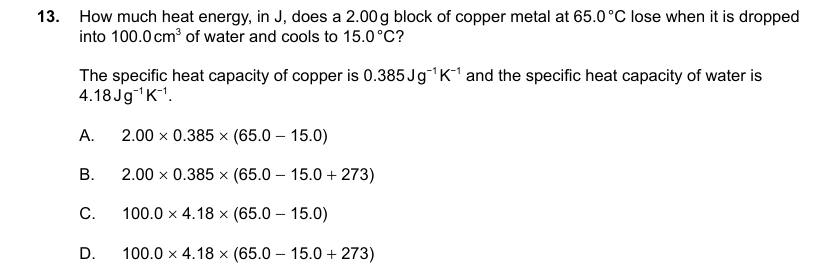 13. How much heat energy, in J, does a 2.00 g block of copper metal at 65.0 °C lose when it is dropped
into 100.0 cm³ of water and cools to 15.0 °C?
The specific heat capacity of copper is 0.385 J g⁻¹ K⁻¹ and the specific heat capacity of water is
4.18 J g⁻¹ K⁻¹.
A. 2.00 × 0.385 × (65.0 – 15.0)
B. 2.00 × 0.385 × (65.0 – 15.0 + 273)
C. 100.0 × 4.18 × (65.0 – 15.0)
D. 100.0 × 4.18 × (65.0 – 15.0 + 273)